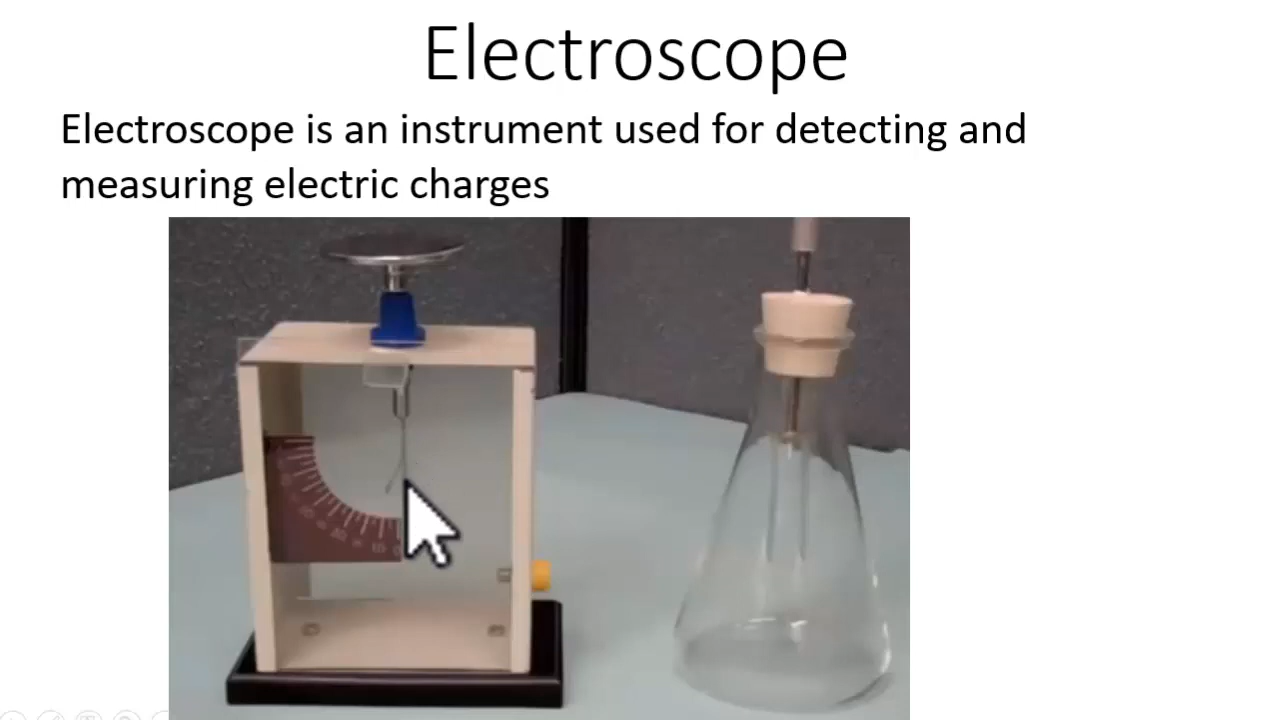 Electroscope
Electroscope is an instrument used for detecting and
measuring electric charges